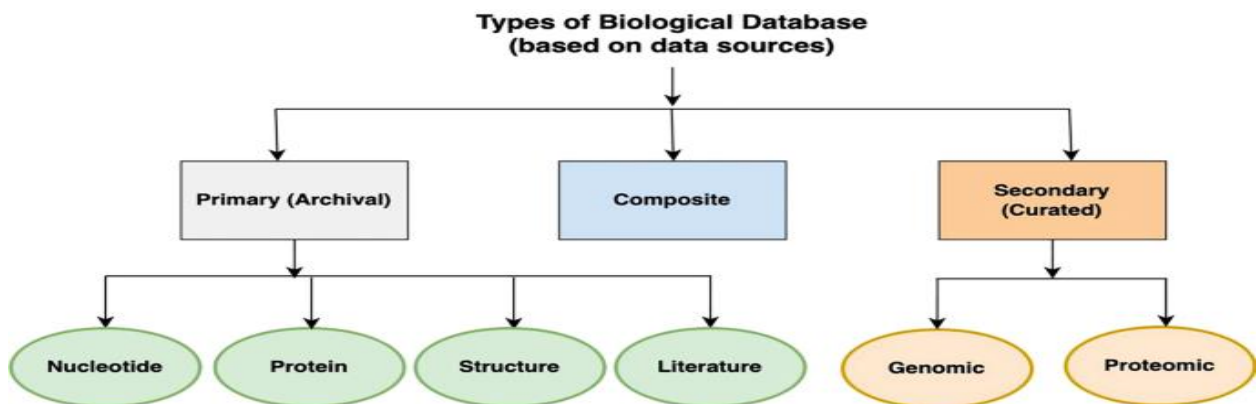 Types of Biological Database
(based on data sources)
Primary (Archival)
Composite
Secondary
(Curated)
Nucleotide
Protein
Structure
Literature
Genomic
Proteomic